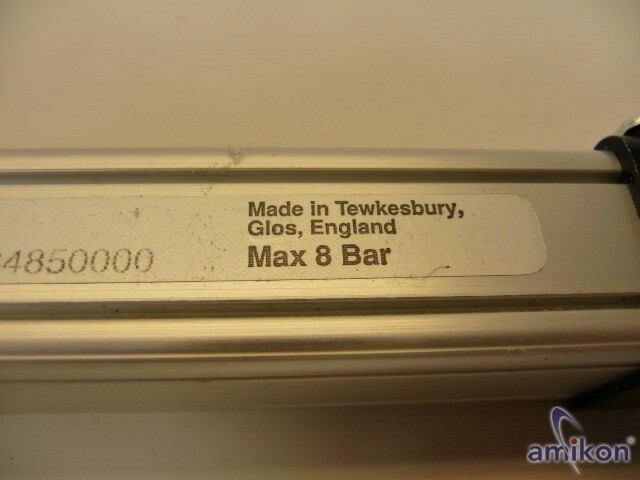 Made in Tewkesbury,
Glos, England
4850000
Max 8 Bar
amikon